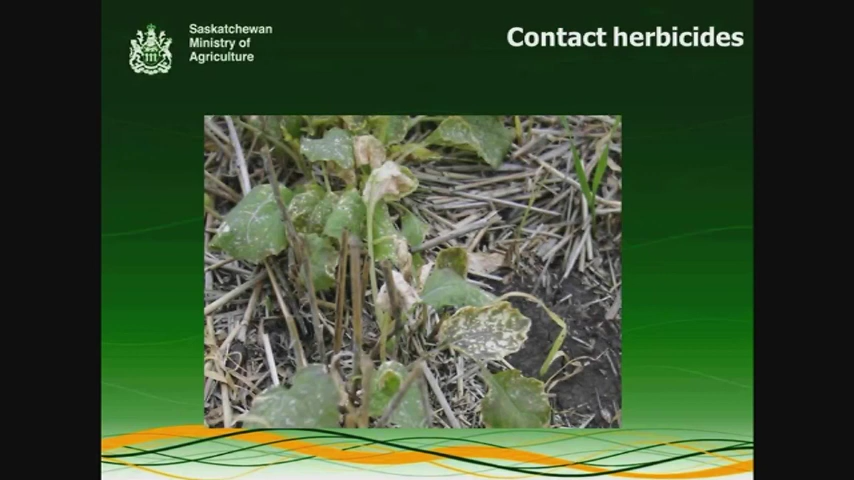 Saskatchewan
Ministry of
Agriculture
Contact herbicides